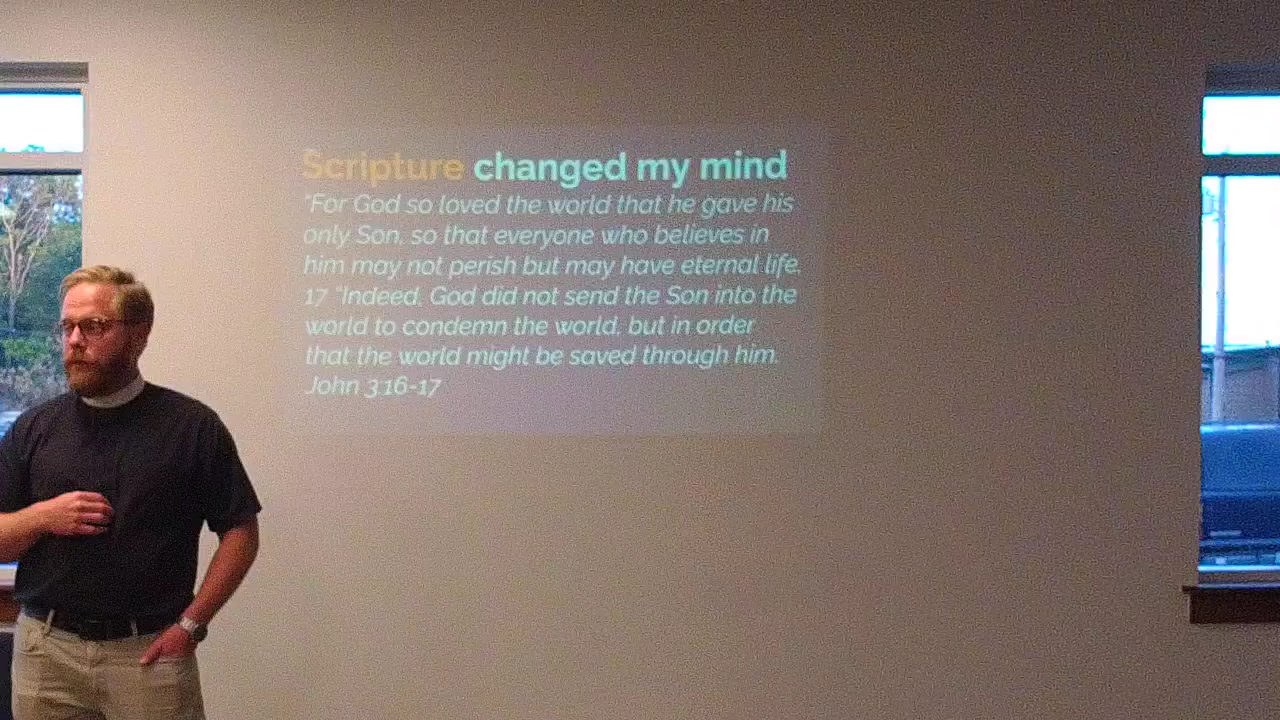 Scripture changed my mind
"For God so loved the world that he gave his
only Son, so that everyone who believes in
him may not perish but may have eternal life.
17 "Indeed, God did not send the Son into the
world to condemn the world, but in order
that the world might be saved through him.
John 3:16-17